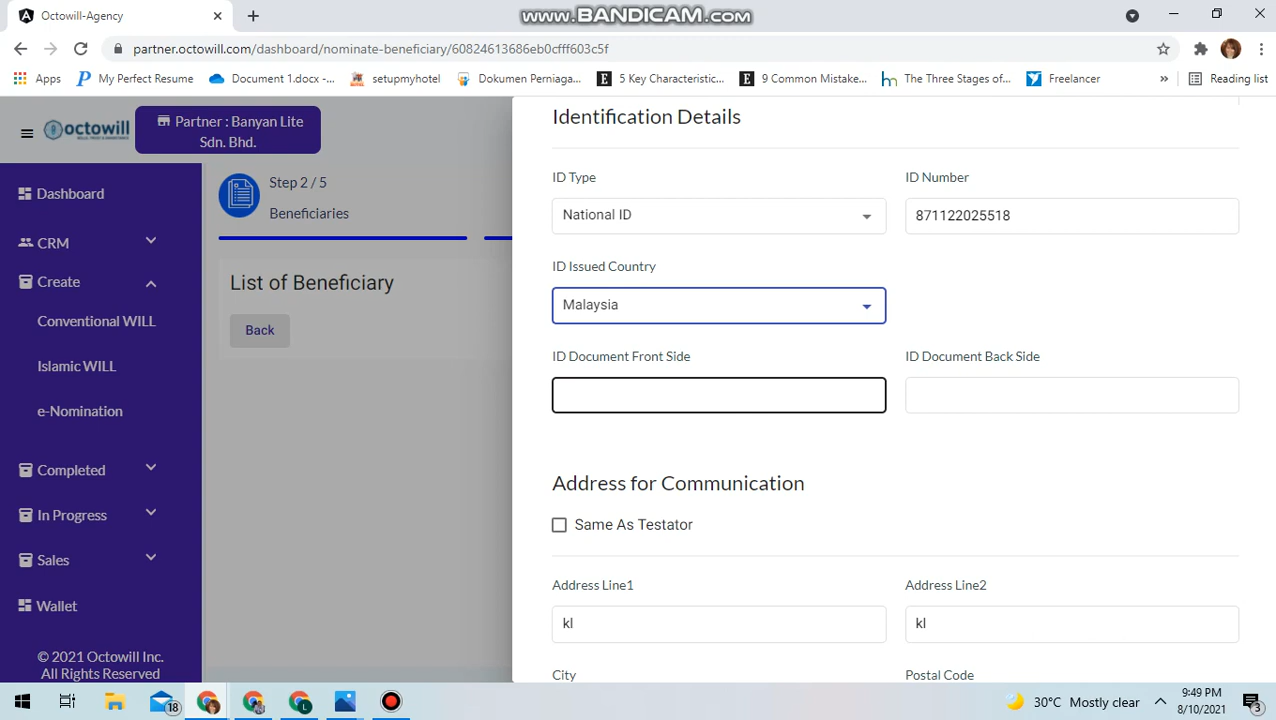 Octowill-Agency
www.BANDICAM.com
partner.octowill.com/dashboard/nominate-beneficiary/60824613686eb0cfff603c5f
Apps
My Perfect Resume
Document 1.docx -...
setupmyhotel
Dokumen Perniaga...
5 Key Characteristic...
9 Common Mistake...
The Three Stages of...
Freelancer
»
Reading list
octowill
Partner : Banyan Lite
Sdn. Bhd.
Dashboard
CRM
Create
Conventional WILL
Islamic WILL
e-Nomination
Completed
In Progress
Sales
Wallet
© 2021 Octowill Inc.
All Rights Reserved
Step 2 / 5
Beneficiaries
List of Beneficiary
Back
Identification Details
ID Type
ID Number
National ID
871122025518
ID Issued Country
Malaysia
ID Document Front Side
ID Document Back Side
Address for Communication
Same As Testator
Address Line1
Address Line2
kl
kl
City
Postal Code
18
30°C Mostly clear
9:49 PM
8/10/2021
3